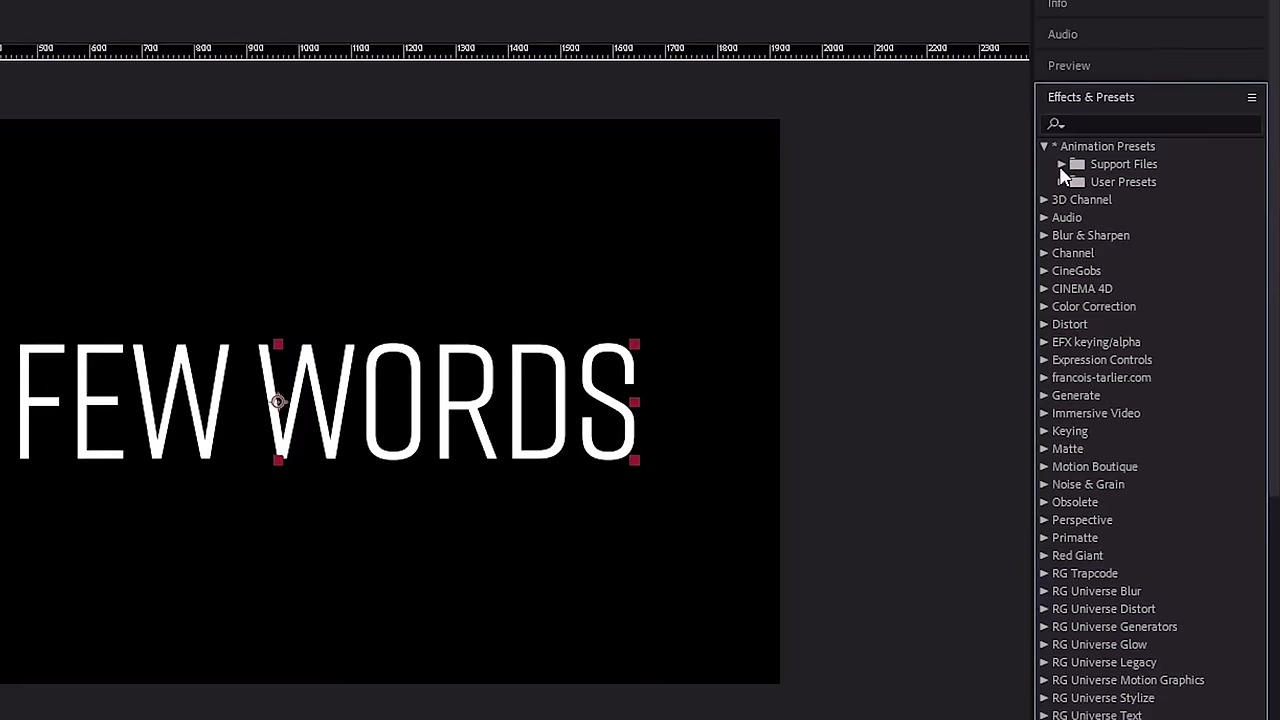 Info
Audio
500 600 700 800 900 1000 1100 1200 1300 1400 1500 1600 1700 1800 1900 2000 2100 2200 2300
Preview
Effects & Presets
* Animation Presets
Support Files
User Presets
3D Channel
Audio
Blur & Sharpen
Channel
CineGobs
CINEMA 4D
Color Correction
Distort
EFX keying/alpha
Expression Controls
francois-tarlier.com
Generate
Immersive Video
Keying
Matte
Motion Boutique
Noise & Grain
Obsolete
Perspective
Primatte
Red Giant
RG Trapcode
RG Universe Blur
RG Universe Distort
RG Universe Generators
RG Universe Glow
RG Universe Legacy
RG Universe Motion Graphics
RG Universe Stylize
RG Universe Text
FEW WORDS